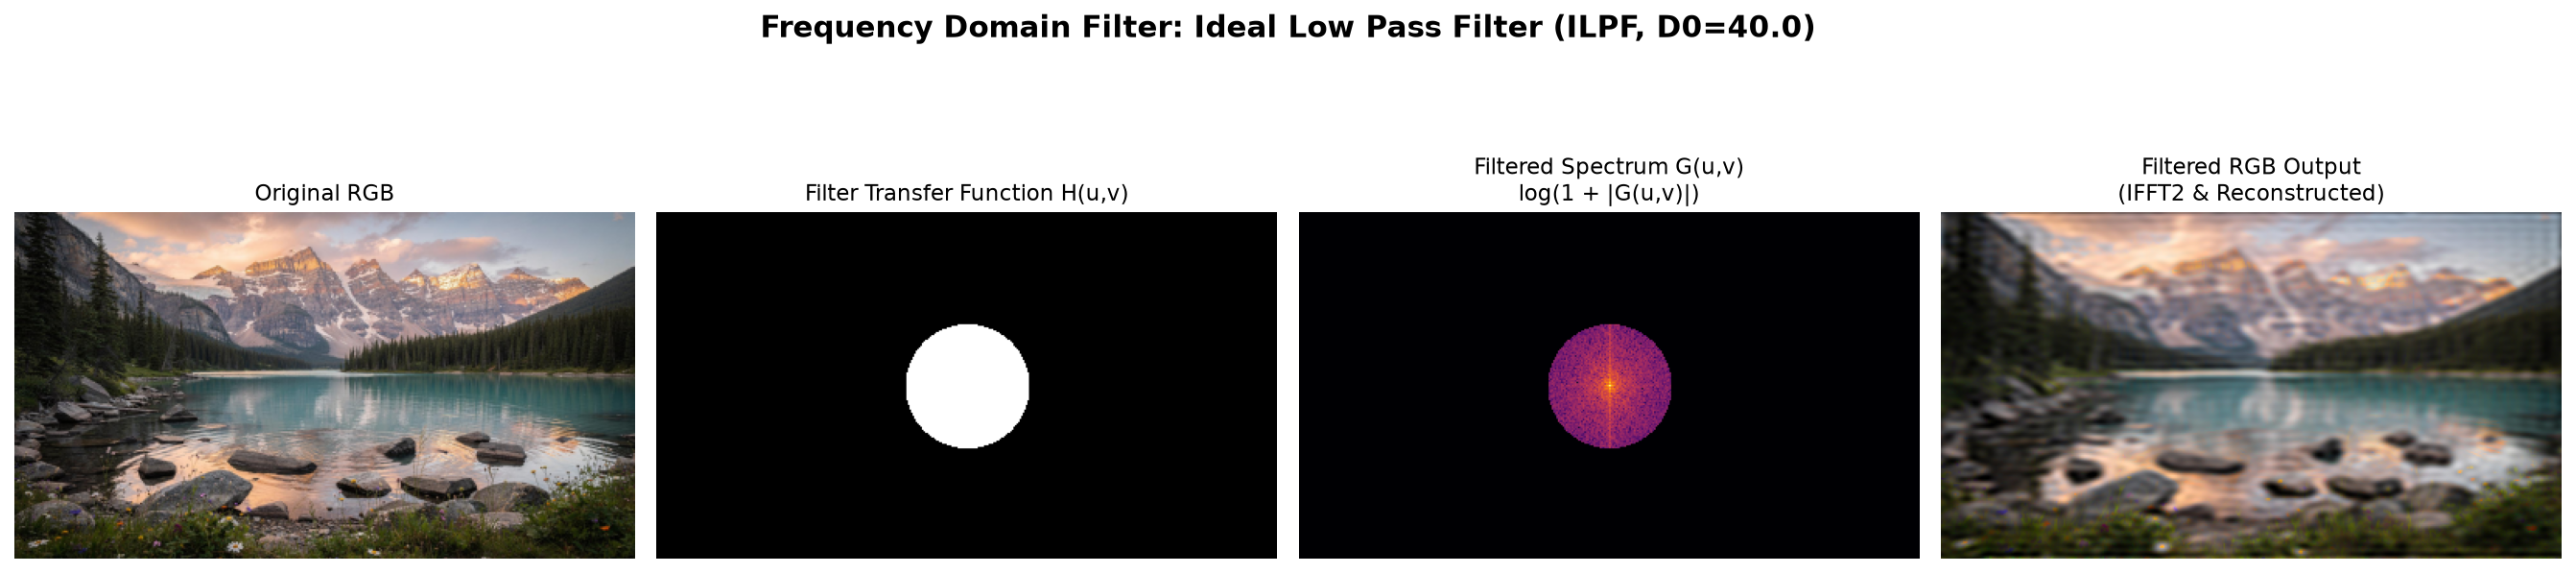 Frequency Domain Filter: Ideal Low Pass Filter (ILPF, D0=40.0)
Original RGB
Filter Transfer Function H(u,v)
Filtered Spectrum G(u,v)
log(1 + |G(u,v)|)
Filtered RGB Output
(IFFT2 & Reconstructed)